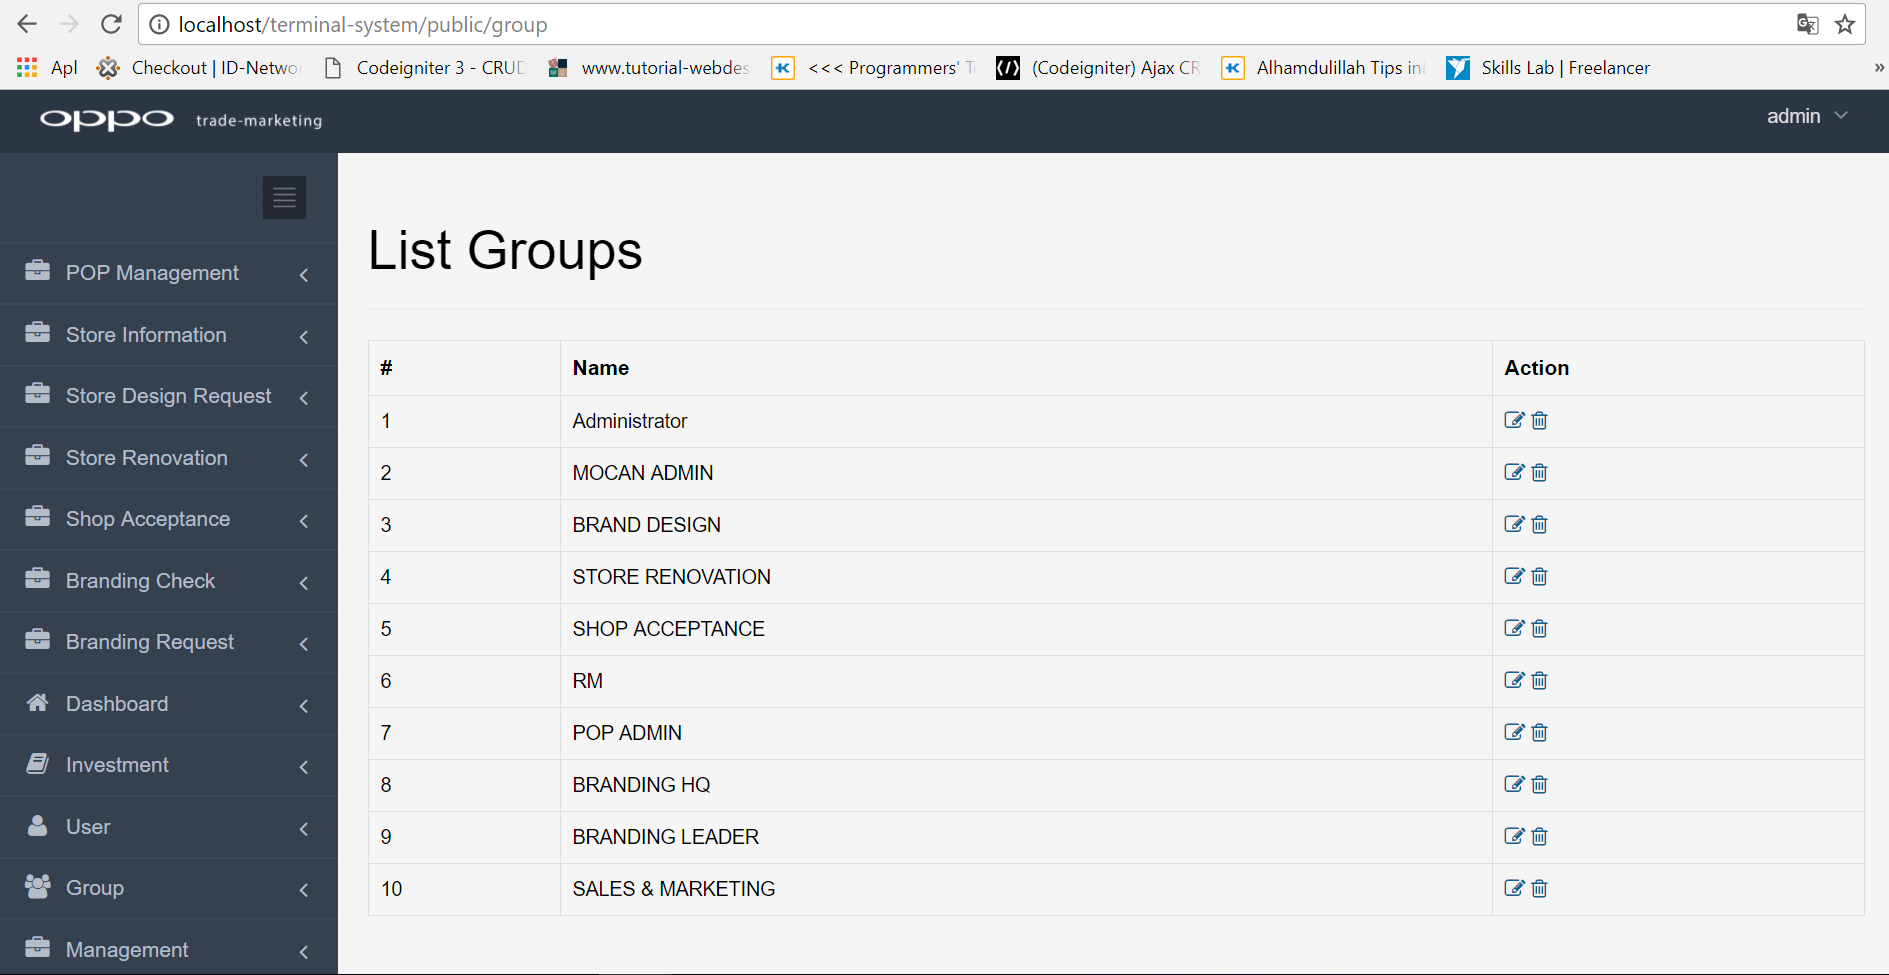 localhost/terminal-system/public/group
Apl Checkout | ID-Netwo Codeigniter 3 - CRUD www.tutorial-webdes <<< Programmers' (Codeigniter) Ajax CR Alhamdulillah Tips Skills Lab | Freelancer »
oppo trade-marketing admin
List Groups
POP Management
Store Information
Store Design Request
Store Renovation
Shop Acceptance
Branding Check
Branding Request
Dashboard
Investment
User
Group
Management
# Name Action
1 Administrator
2 MOCAN ADMIN
3 BRAND DESIGN
4 STORE RENOVATION
5 SHOP ACCEPTANCE
6 RM
7 POP ADMIN
8 BRANDING HQ
9 BRANDING LEADER
10 SALES & MARKETING